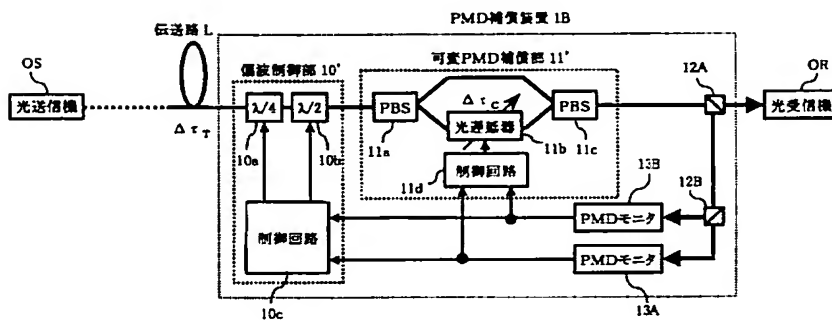 PMD補償装置 1B
伝送路 L
可変PMD補償部 11'
偏波制御部 10'
OS
OR
12A
光送信機
λ/4
λ/2
PBS
Δτc
PBS
光受信機
ΔτT
10a
10b
11a
光遅延器
11b
11c
11d
制御回路
13B
12B
制御回路
PMDモニタ
PMDモニタ
10c
13A